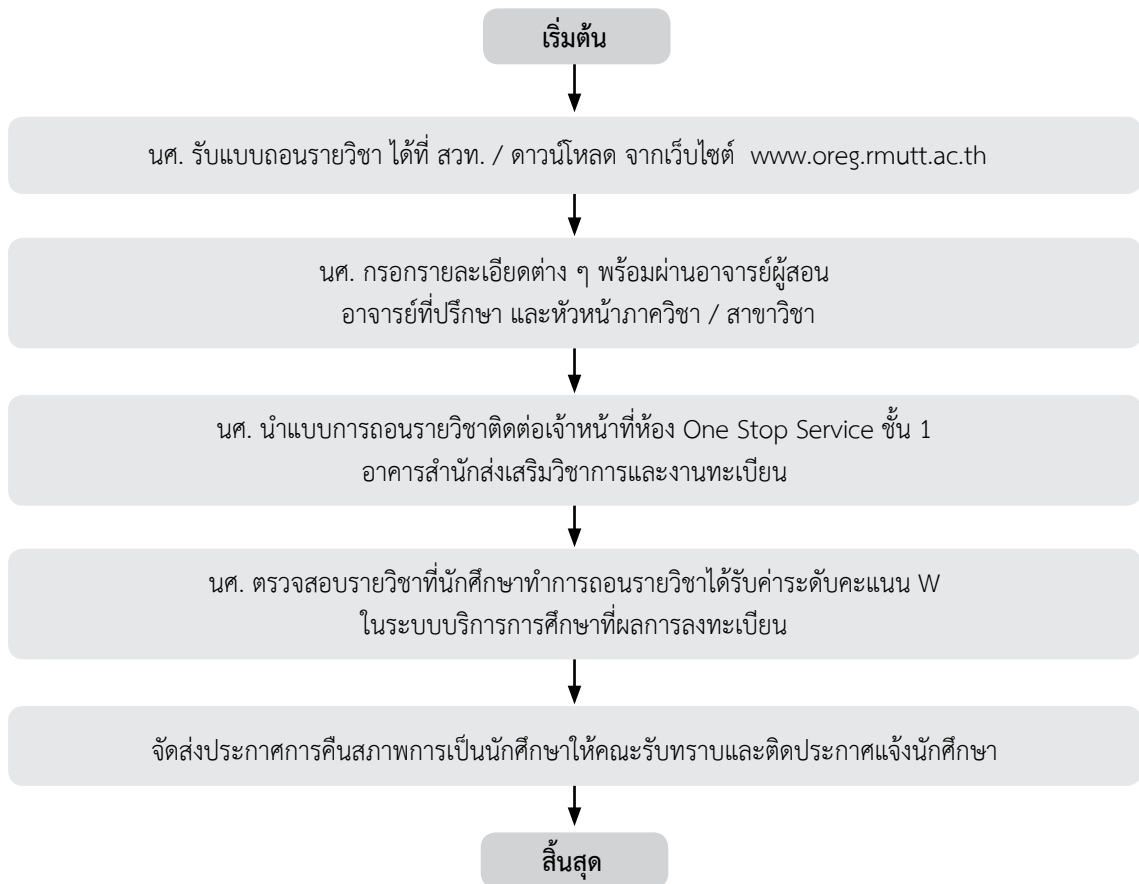 เริ่มต้น
นศ. รับแบบถอนรายวิชา ได้ที่ สวท. / ดาวน์โหลด จากเว็บไซต์ www.oreg.rmutt.ac.th
นศ. กรอกรายละเอียดต่าง ๆ พร้อมผ่านอาจารย์ผู้สอน
อาจารย์ที่ปรึกษา และหัวหน้าภาควิชา / สาขาวิชา
นศ. นำแบบการถอนรายวิชาติดต่อเจ้าหน้าที่ห้อง One Stop Service ชั้น 1
อาคารสำนักส่งเสริมวิชาการและงานทะเบียน
นศ. ตรวจสอบรายวิชาที่นักศึกษาทำการถอนรายวิชาได้รับค่าระดับคะแนน W
ในระบบบริการการศึกษาที่ผลการลงทะเบียน
จัดส่งประกาศการคืนสภาพการเป็นนักศึกษาให้คณะรับทราบและติดประกาศแจ้งนักศึกษา
สิ้นสุด